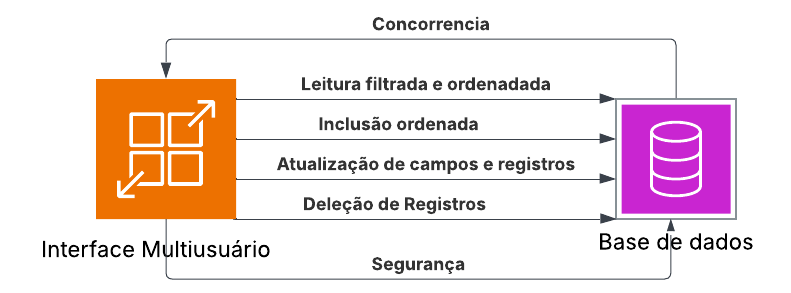 Concorrencia
Leitura filtrada e ordenadada
Inclusão ordenada
Atualização de campos e registros
Deleção de Registros
Interface Multiusuário
Base de dados
Segurança